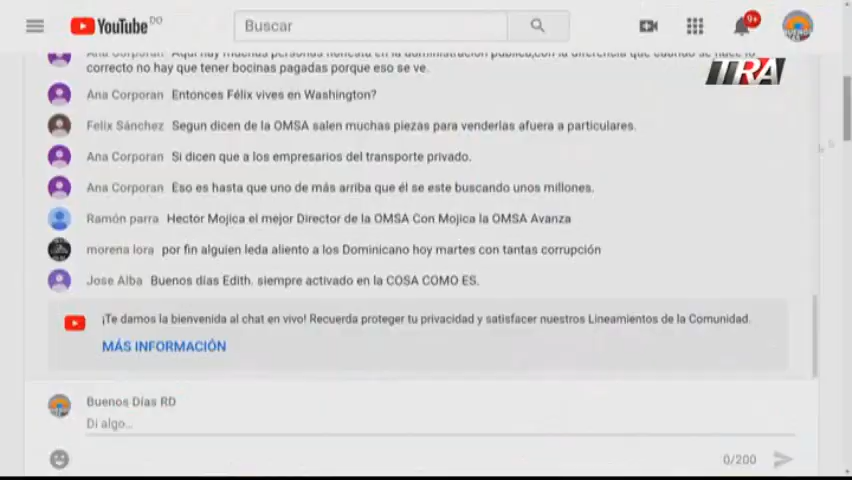 YouTube DO
Buscar
9+
TRA
Ana Corporan Aquí hay muchas personas honesta en la administración pública,con la diferencia que cuando se hace lo
correcto no hay que tener bocinas pagadas porque eso se ve.
Ana Corporan Entonces Félix vives en Washington?
Felix Sánchez Segun dicen de la OMSA salen muchas piezas para venderlas afuera a particulares.
Ana Corporan Si dicen que a los empresarios del transporte privado.
Ana Corporan Eso es hasta que uno de más arriba que él se este buscando unos millones.
Ramón parra Hector Mojica el mejor Director de la OMSA Con Mojica la OMSA Avanza
morena lora por fin alguien leda aliento a los Dominicano hoy martes con tantas corrupción
Jose Alba Buenos días Edith. siempre activado en la COSA COMO ES.
¡Te damos la bienvenida al chat en vivo! Recuerda proteger tu privacidad y satisfacer nuestros Lineamientos de la Comunidad.
MÁS INFORMACIÓN
Buenos Días RD
Di algo...
0/200